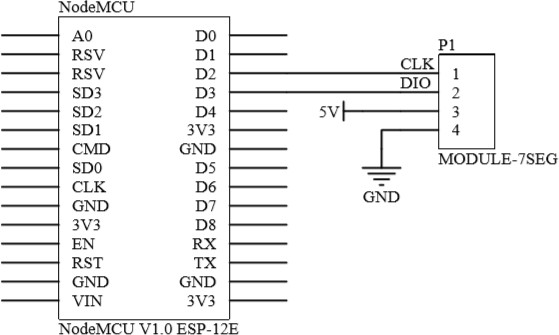 NodeMCU
A0 D0
RSV D1
RSV D2
SD3 D3
SD2 D4
SD1 3V3
CMD GND
SD0 D5
CLK D6
GND D7
3V3 D8
EN RX
RST TX
GND GND
VIN 3V3
NodeMCU V1.0 ESP-12E
P1
CLK 1
DIO 2
5V 3
4
MODULE-7SEG
GND